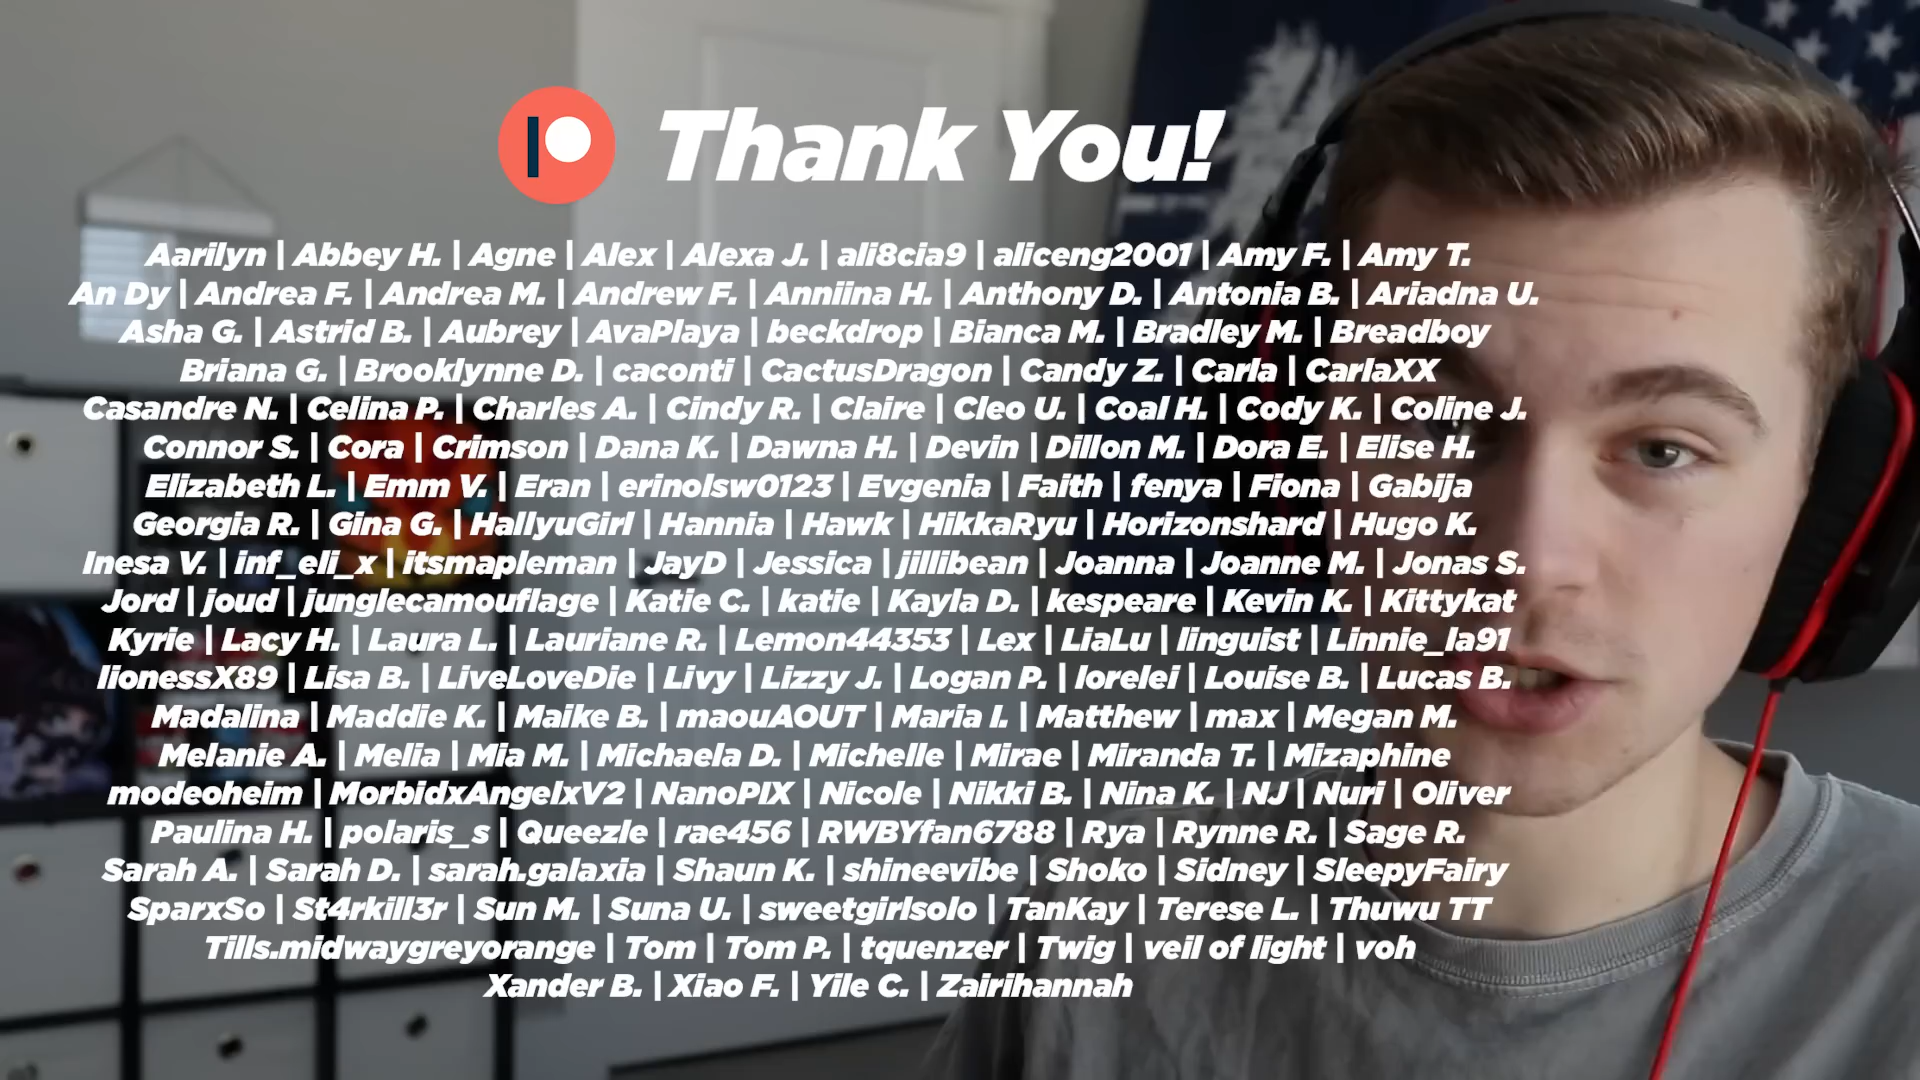 Thank You!
Aarilyn | Abbey H. | Agne | Alex | Alexa J. | ali8cia9 | aliceng2001 | Amy F. | Amy T.
An Dy | Andrea F. | Andrea M. | Andrew F. | Anniina H. | Anthony D. | Antonia B. | Ariadna U.
Asha G. | Astrid B. | Aubrey | AvaPlaya | beckdrop | Bianca M. | Bradley M. | Breadboy
Briana G. | Brooklynne D. | caconti | CactusDragon | Candy Z. | Carla | CarlaXX
Casandre N. | Celina P. | Charles A. | Cindy R. | Claire | Cleo U. | Coal H. | Cody K. | Coline J.
Connor S. | Cora | Crimson | Dana K. | Dawna H. | Devin | Dillon M. | Dora E. | Elise H.
Elizabeth L. | Emm V. | Eran | erinolsw0123 | Evgenia | Faith | fenya | Fiona | Gabija
Georgia R. | Gina G. | HallyuGirl | Hannia | Hawk | HikkaRyu | Horizonshard | Hugo K.
Inesa V. | inf_eli_x | itsmapleman | JayD | Jessica | jillibean | Joanna | Joanne M. | Jonas S.
Jord | joud | junglecamouflage | Katie C. | katie | Kayla D. | kespeare | Kevin K. | Kittykat
Kyrie | Lacy H. | Laura L. | Lauriane R. | Lemon44353 | Lex | LiaLu | linguist | Linnie_la91
lionessX89 | Lisa B. | LiveLoveDie | Livy | Lizzy J. | Logan P. | lorelei | Louise B. | Lucas B.
Madalina | Maddie K. | Maike B. | maouAOUT | Maria I. | Matthew | max | Megan M.
Melanie A. | Melia | Mia M. | Michaela D. | Michelle | Mirae | Miranda T. | Mizaphine
modeoheim | MorbidxAngelxV2 | NanoPIX | Nicole | Nikki B. | Nina K. | NJ | Nuri | Oliver
Paulina H. | polaris_s | Queezle | rae456 | RWBYfan6788 | Rya | Rynne R. | Sage R.
Sarah A. | Sarah D. | sarah.galaxia | Shaun K. | shineevibe | Shoko | Sidney | SleepyFairy
SparxSo | St4rkill3r | Sun M. | Suna U. | sweetgirlsolo | TanKay | Terese L. | Thuwu TT
Tills.midwaygreyorange | Tom | Tom P. | tquenzer | Twig | veil of light | voh
Xander B. | Xiao F. | Yile C. | Zairihannah